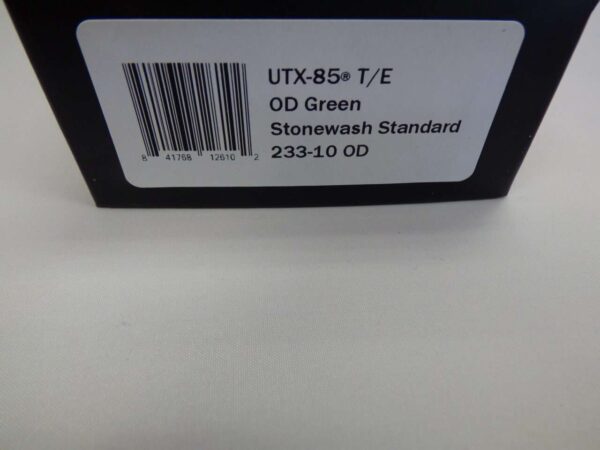 UTX-85® T/E
OD Green
Stonewash Standard
233-10 OD
8 41768 12610 2